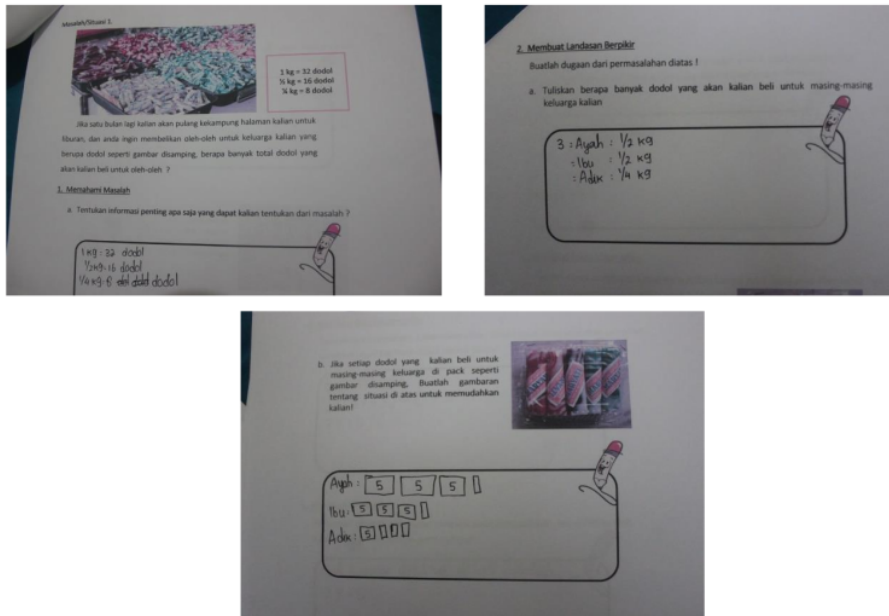 Masalah/Situasi 1.
1 kg = 32 dodol
½ kg = 16 dodol
¼ kg = 8 dodol
Jika satu bulan lagi kalian akan pulang kekampung halaman kalian untuk
liburan, dan anda ingin membelikan oleh-oleh untuk keluarga kalian yang
berupa dodol seperti gambar disamping, berapa banyak total dodol yang
akan kalian beli untuk oleh-oleh ?
1. Memahami Masalah
a. Tentukan informasi penting apa saja yang dapat kalian tentukan dari masalah ?
1 kg : 32 dodol
1/2 kg : 16 dodol
1/4 kg : 8 dodol
2. Membuat Landasan Berpikir
Buatlah dugaan dari permasalahan diatas !
a. Tuliskan berapa banyak dodol yang akan kalian beli untuk masing-masing
keluarga kalian
3 : Ayah : 1/2 kg
: Ibu : 1/2 kg
: Adik : 1/4 kg
b. Jika setiap dodol yang kalian beli untuk
masing-masing keluarga di pack seperti
gambar disamping, Buatlah gambaran
tentang situasi di atas untuk memudahkan
kalian!
Ayah : 5 5 5
Ibu : 5 5 5
Adik : 5